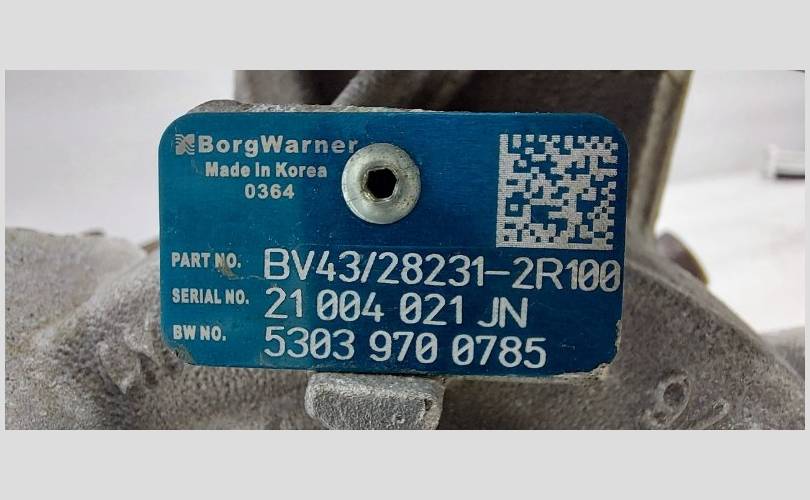 BorgWarner
Made in Korea
0364
PART NO. BV43/28231-2R100
SERIAL NO. 21 004 021 JN
BW NO. 5303 970 0785